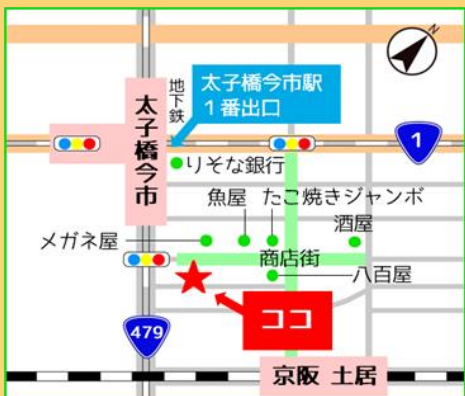 N
地下鉄
太子橋今市駅
1番出口
太子橋今市
1
りそな銀行
魚屋
たこ焼きジャンボ
酒屋
メガネ屋
商店街
八百屋
ココ
479
京阪 土居